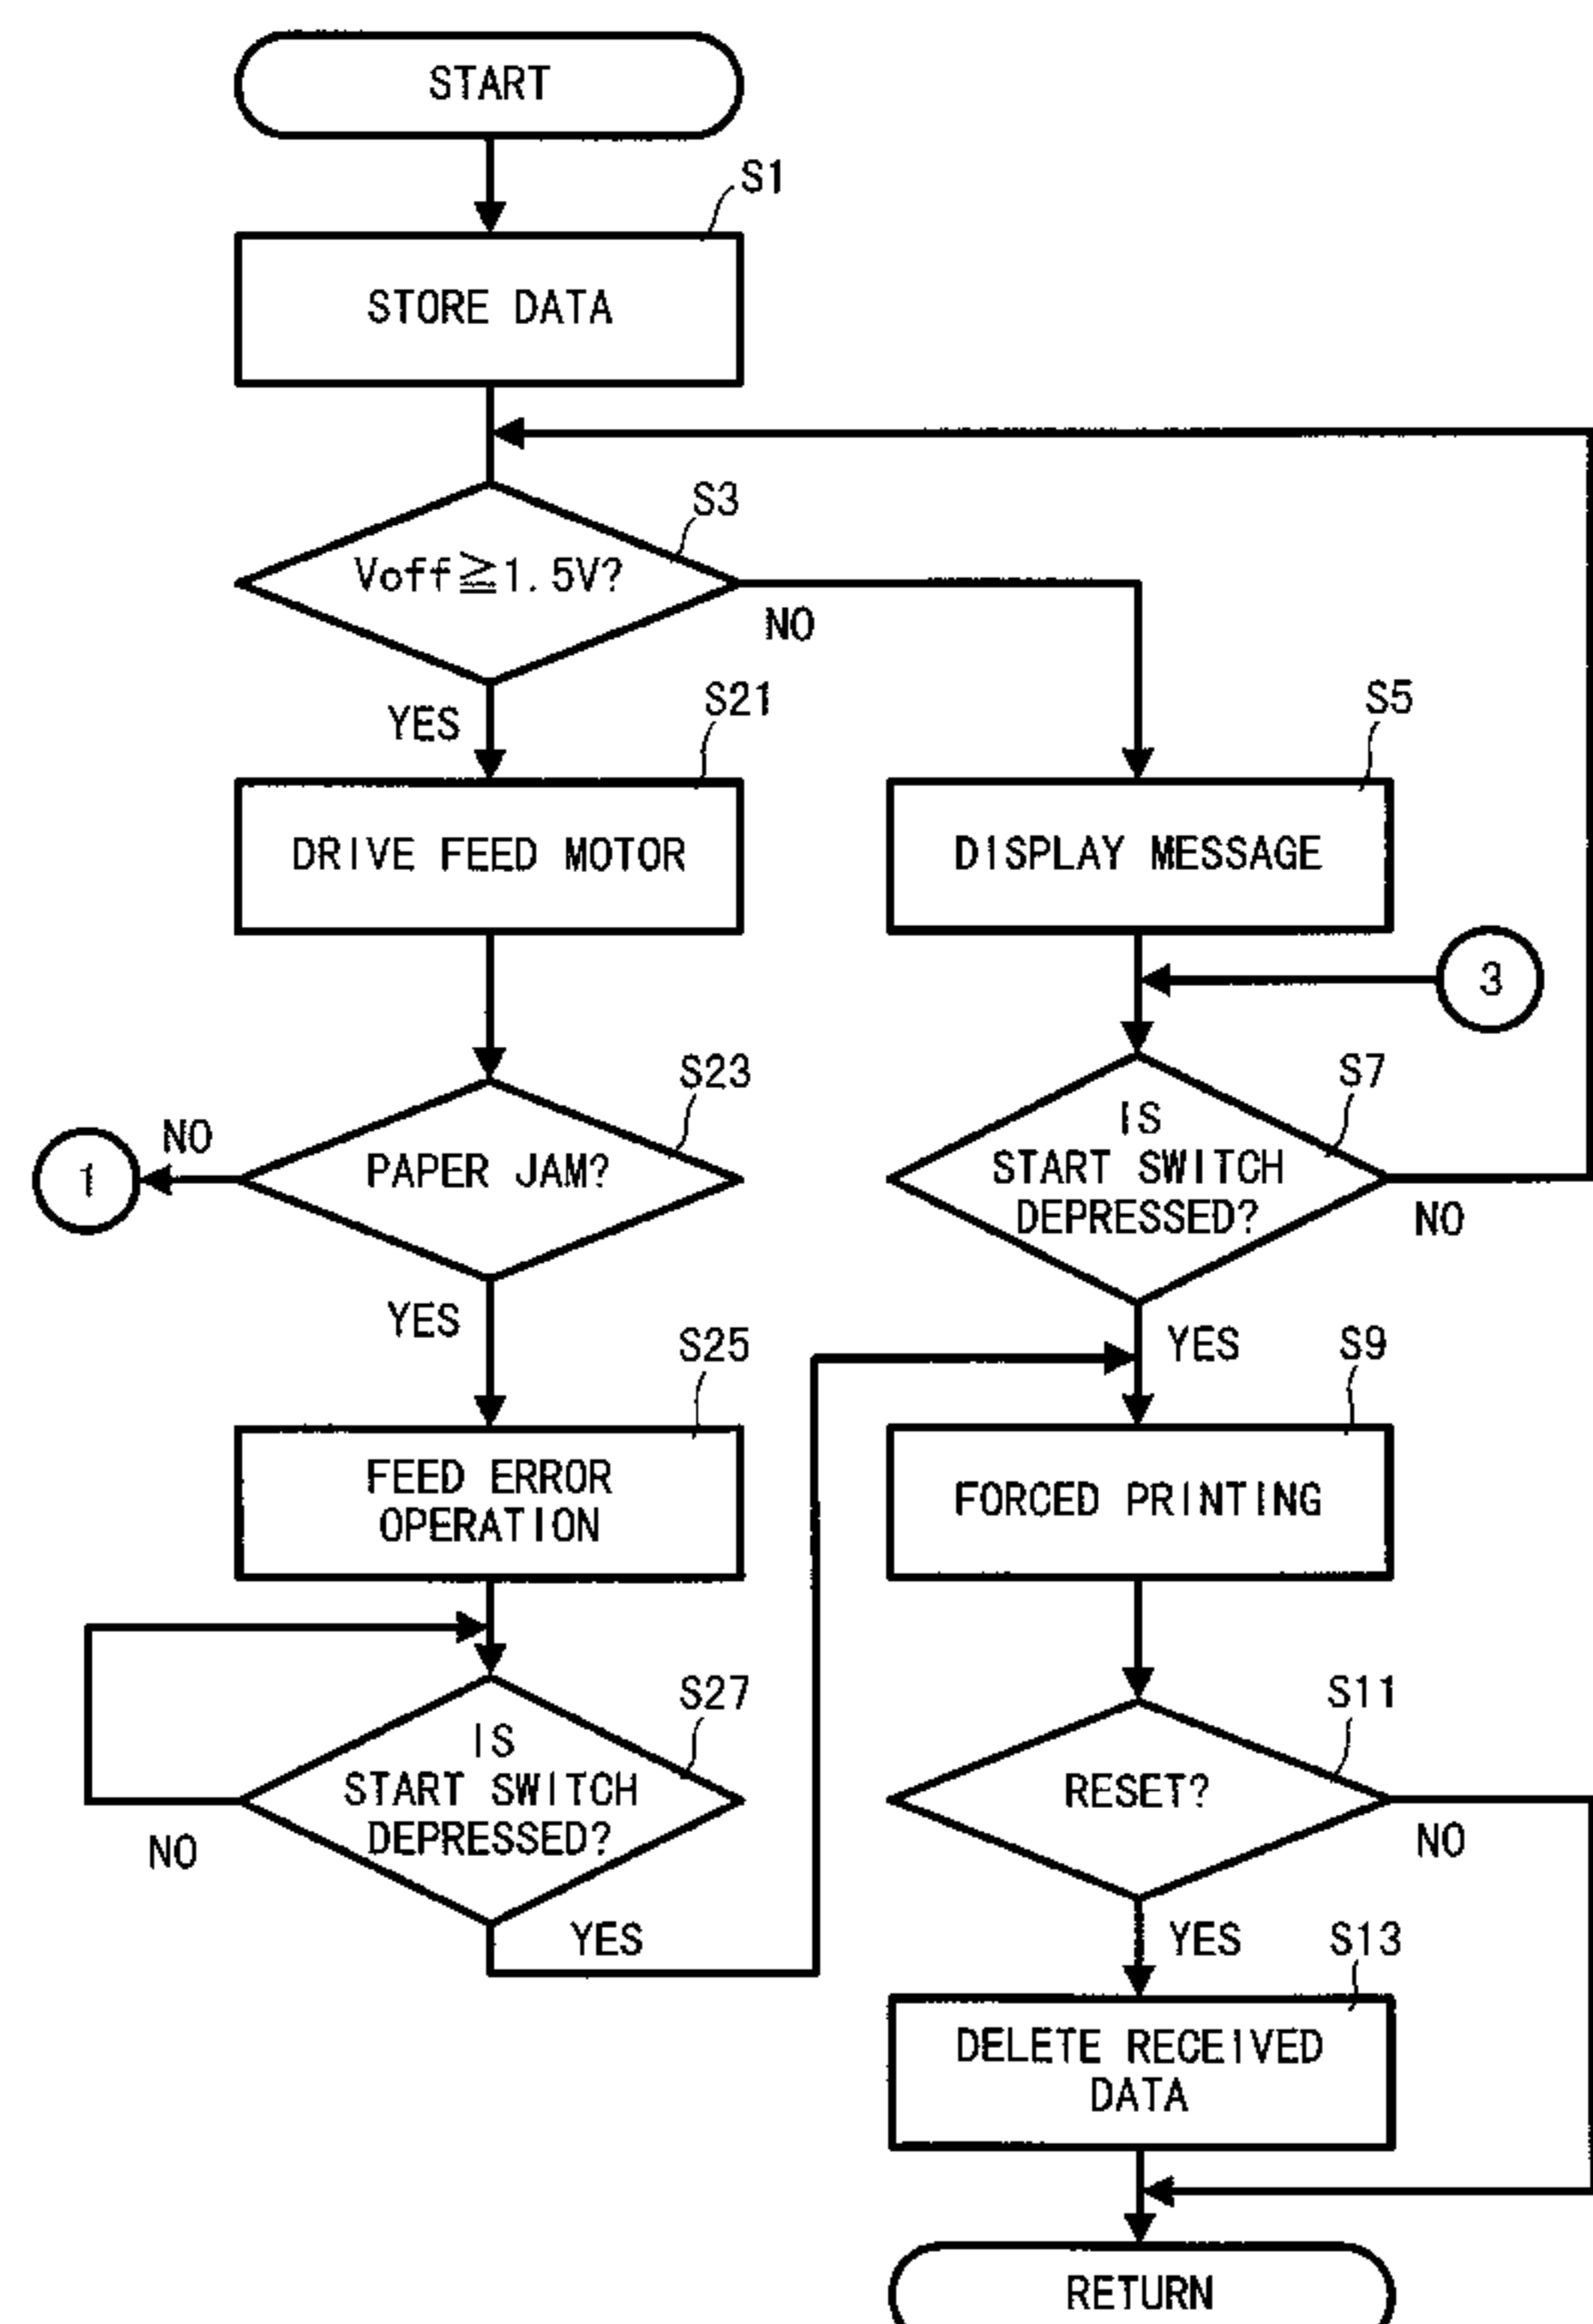 START
S1
STORE DATA
S3
Voff≧1.5V?
NO
YES
S21
S5
DRIVE FEED MOTOR
DISPLAY MESSAGE
3
S23
S7
NO
1
PAPER JAM?
IS
START SWITCH
DEPRESSED?
NO
YES
S25
YES
S9
FEED ERROR
OPERATION
FORCED PRINTING
S27
S11
IS
START SWITCH
DEPRESSED?
NO
RESET?
NO
YES
YES
S13
DELETE RECEIVED
DATA
RETURN